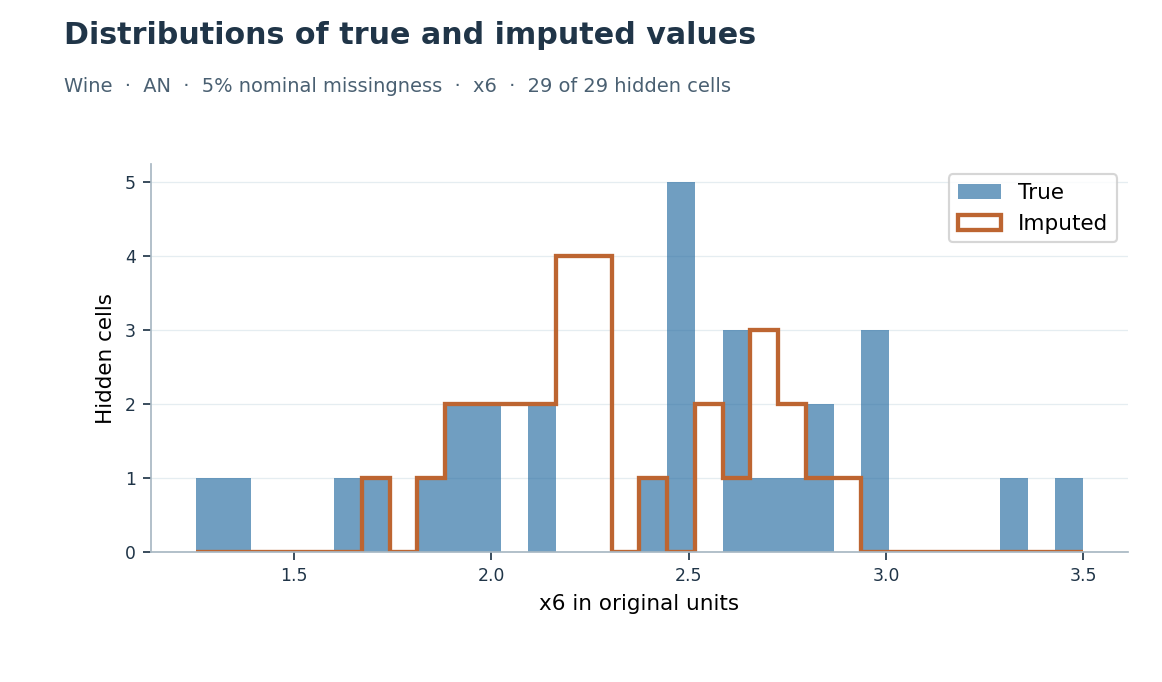 Distributions of true and imputed values
Wine · AN · 5% nominal missingness · x6 · 29 of 29 hidden cells
True
Imputed
Hidden cells
5
4
3
2
1
0
1.5 2.0 2.5 3.0 3.5
x6 in original units